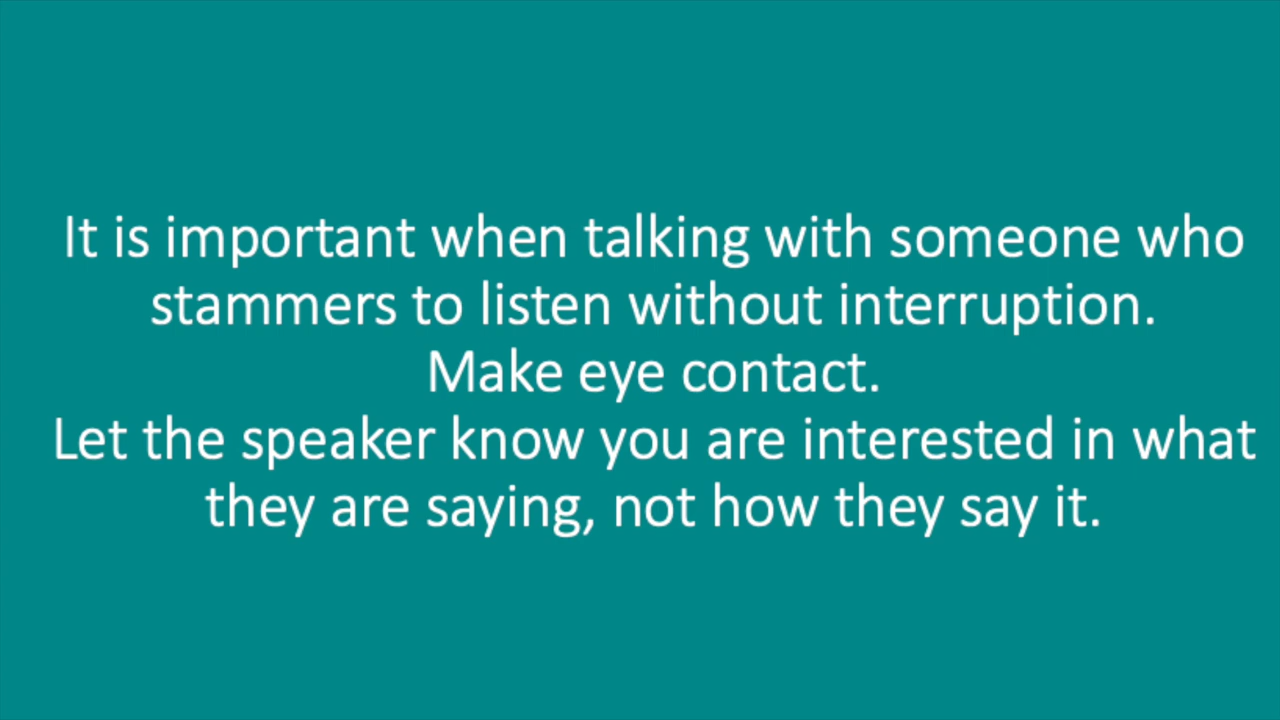 It is important when talking with someone who
stammers to listen without interruption.
Make eye contact.
Let the speaker know you are interested in what
they are saying, not how they say it.